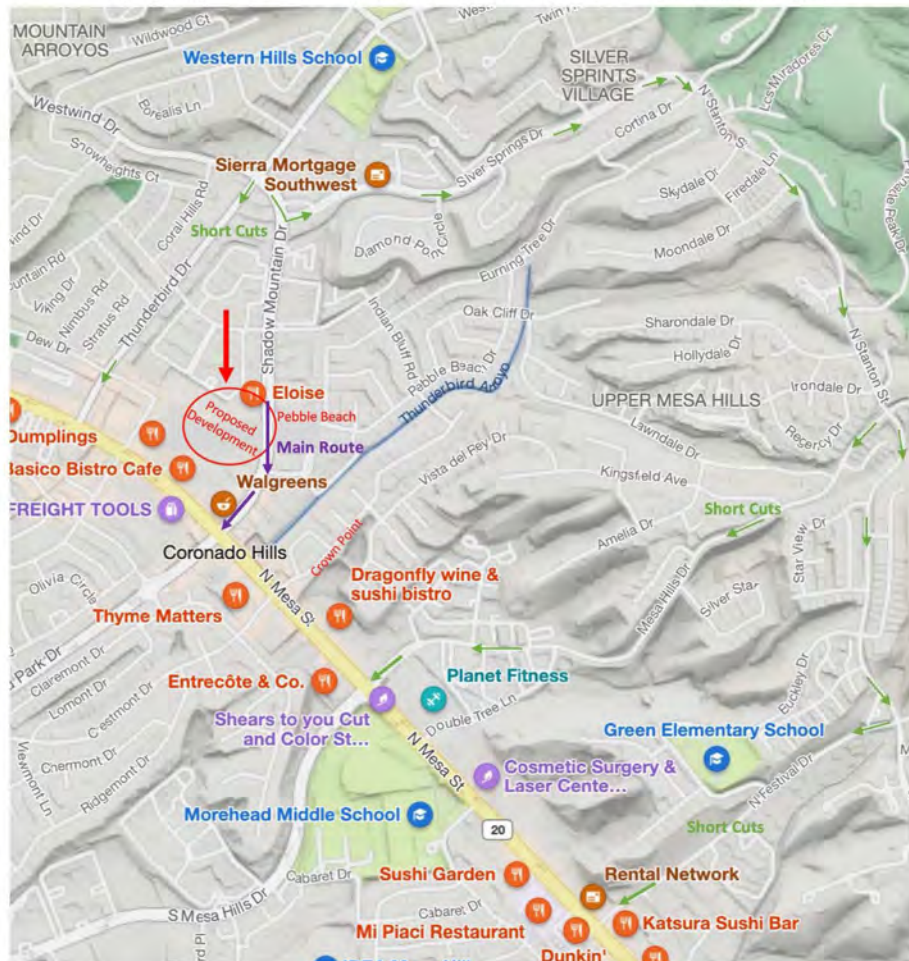 MOUNTAIN
ARROYOS
Wildwood Ct
Borealis Ln
Western Hills School
SILVER
SPRINTS
VILLAGE
Los Miradores Cr
Westwind Dr
Snowheights Ct
Sierra Mortgage
Southwest
Silver Springs Dr
Cortina Dr
N Stanton S
Skydale Dr
Firedale Ln
Coral Hills Rd
Short Cuts
Damond Point Circle
Moondale Dr
Peak Dr
Thunderbird Dr
Shadow Mountain Dr
Eurning Tree Dr
Nimbus Rd
Stratus Rd
Indian Bluff Rd
Oak Cliff Dr
Sharondale Dr
N Stanton St
Dew Dr
Hollydale
Pebble Beach Dr
Thunderbird Arroyo
Irondale Dr
Eloise
Proposed
Development
Pebble Beach
UPPER MESA HILLS
Dumplings
Main Route
Vista del Rey Dr
Lawndale Dr
Regency Dr
Basico Bistro Cafe
Walgreens
Kingsfield Ave
FREIGHT TOOLS
Short Cuts
Coronado Hills
Crown Point
Amelia Dr
Star View Dr
Olivia Circle
N Mesa St
Dragonfly wine &
sushi bistro
Mesa Hills Dr
Silver Star
Thyme Matters
d Park Dr
Claremont Dr
Lomont Dr
Crestmont Dr
Entrecôte & Co.
Planet Fitness
Buckley Dr
Shears to you Cut
and Color St...
Double Tree Ln
Green Elementary School
Viewmont Ln
Chermont Dr
Ridgemont Dr
N Mesa St
Cosmetic Surgery &
Laser Cente...
N Festival Dr
Morehead Middle School
20
Short Cuts
Cabaret Dr
Sushi Garden
Rental Network
S Mesa Hills Dr
Cabaret Dr
Mi Piaci Restaurant
Katsura Sushi Bar
Dunkin'